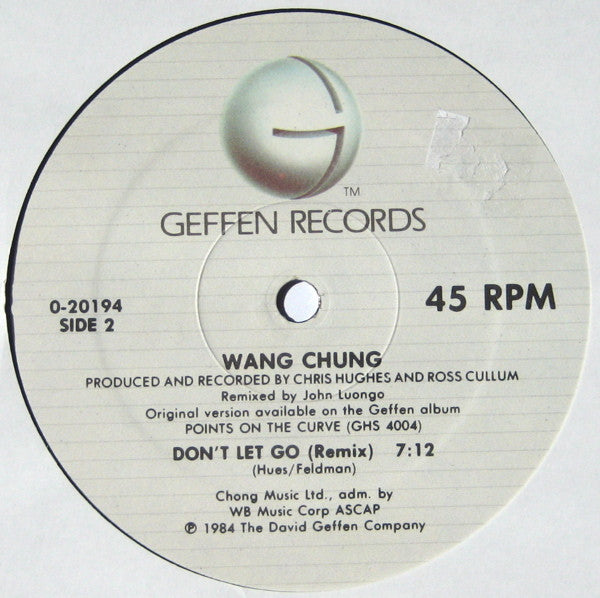 G
TM
GEFFEN RECORDS
0-20194
SIDE 2
45 RPM
WANG CHUNG
PRODUCED AND RECORDED BY CHRIS HUGHES AND ROSS CULLUM
Remixed by John Luongo
Original version available on the Geffen album
POINTS ON THE CURVE (GHS 4004)
DON'T LET GO (Remix) 7:12
(Hues/Feldman)
Chong Music Ltd., adm. by
WB Music Corp ASCAP
℗ 1984 The David Geffen Company